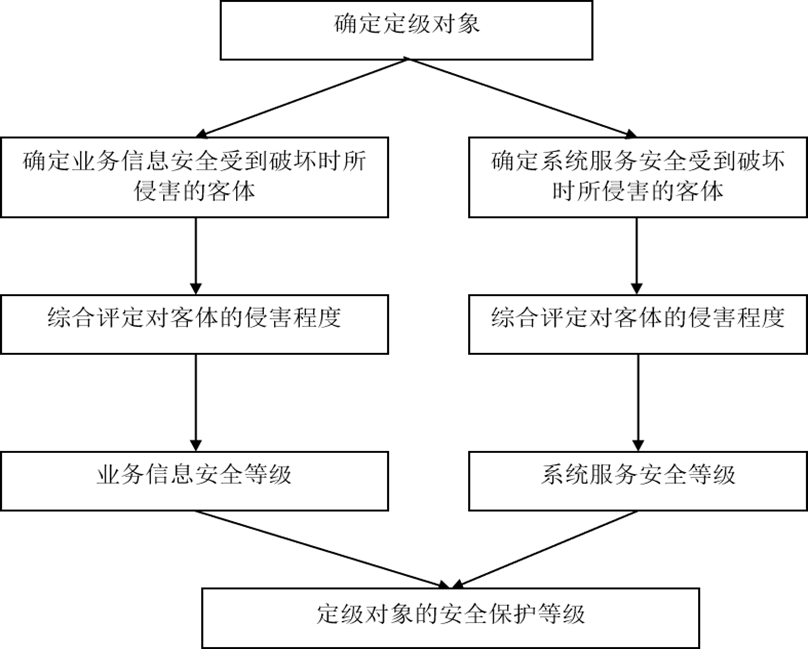 确定定级对象
确定业务信息安全受到破坏时所
侵害的客体
确定系统服务安全受到破坏
时所侵害的客体
综合评定对客体的侵害程度
综合评定对客体的侵害程度
业务信息安全等级
系统服务安全等级
定级对象的安全保护等级